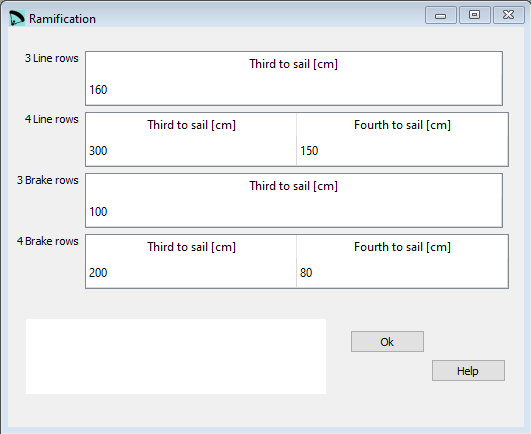 Ramification
3 Line rows
Third to sail [cm]
160
4 Line rows
Third to sail [cm] Fourth to sail [cm]
300 150
3 Brake rows
Third to sail [cm]
100
4 Brake rows
Third to sail [cm] Fourth to sail [cm]
200 80
Ok
Help